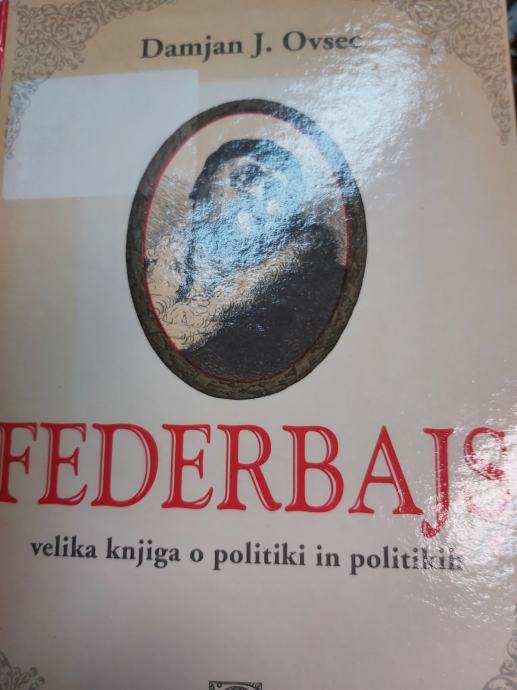 Damjan J. Ovsec
FEDERBAJS
velika knjiga o politiki in politikih